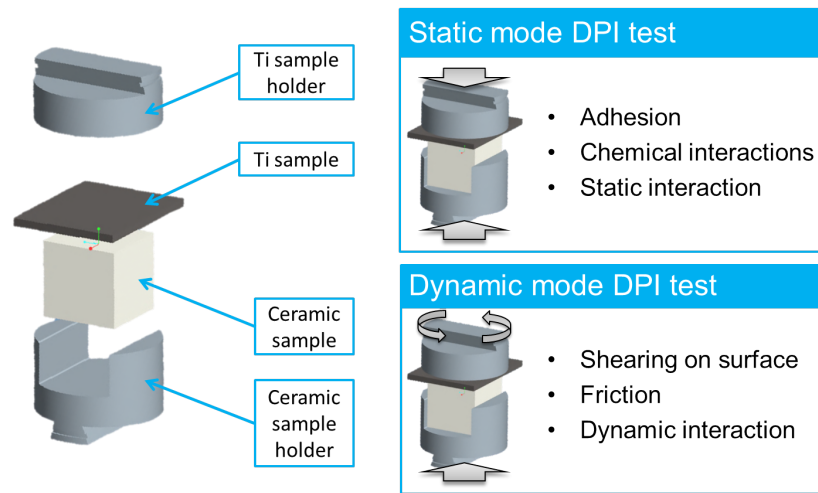 Ti sample
holder
Ti sample
Ceramic
sample
Ceramic
sample
holder
Static mode DPI test
• Adhesion
• Chemical interactions
• Static interaction
Dynamic mode DPI test
• Shearing on surface
• Friction
• Dynamic interaction